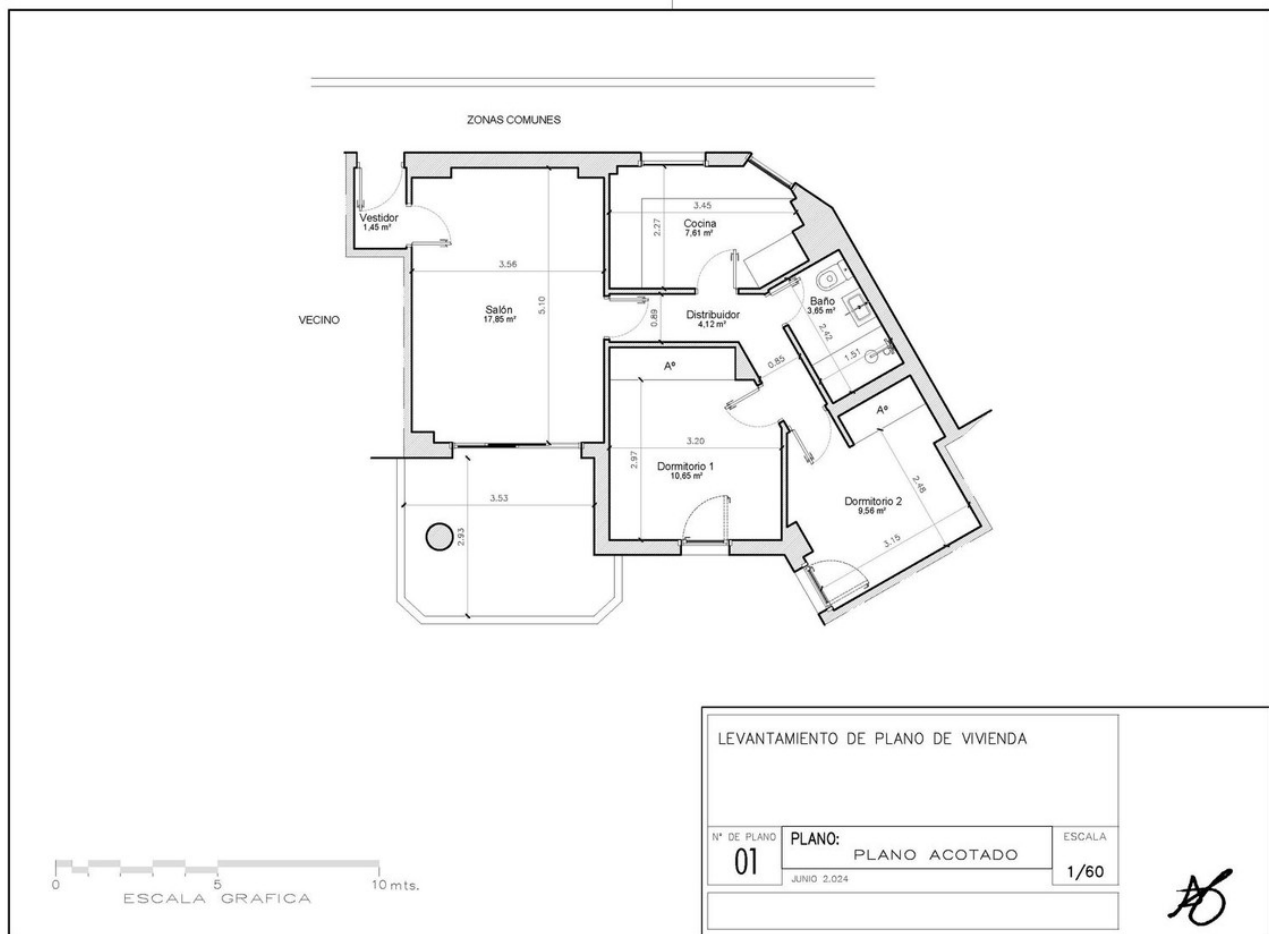 ZONAS COMUNES
Vestidor
1,45 m²
3.45
Cocina
7,61 m²
2.27
3.56
5.10
Salón
17,85 m²
VECINO
0.89
Distribuidor
4,12 m²
Baño
3,65 m²
2.42
1.51
0.85
Aº
Aº
3.20
2.97
Dormitorio 1
10,65 m²
2.48
Dormitorio 2
9,56 m²
3.15
3.53
2.93
LEVANTAMIENTO DE PLANO DE VIVIENDA
Nº DE PLANO
01
PLANO:
PLANO ACOTADO
JUNIO 2.024
ESCALA
1/60
0 5 10 mts.
ESCALA GRAFICA